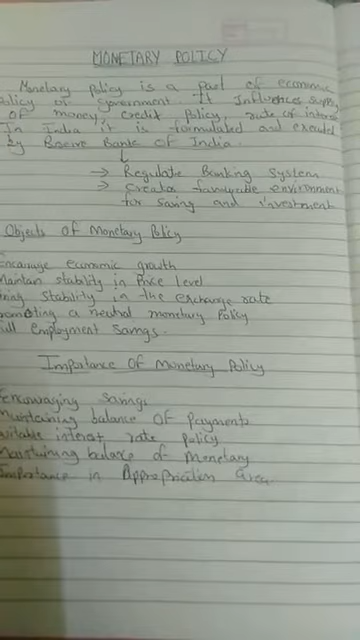 MONETARY POLICY
Monetary Policy is a part of economic
Policy of government. It Influences supply
of money, credit policy, rate of interest
In India it is formulated and executed
by Reserve Bank of India.
→ Regulate Banking system
→ Creates favourable environment
for Saving and investment
Objects of Monetary Policy
Encourage economic growth
Maintain stability in Price level
stability in the exchange rate
Promoting a neutral monetary Policy
Full Employment Savings.
Importance of Monetary Policy
Encouraging Savings
Maintaining balance of Payments
Suitable interest rate policy
Maintaining balance of Monetary
Importance in Appropriation Area.